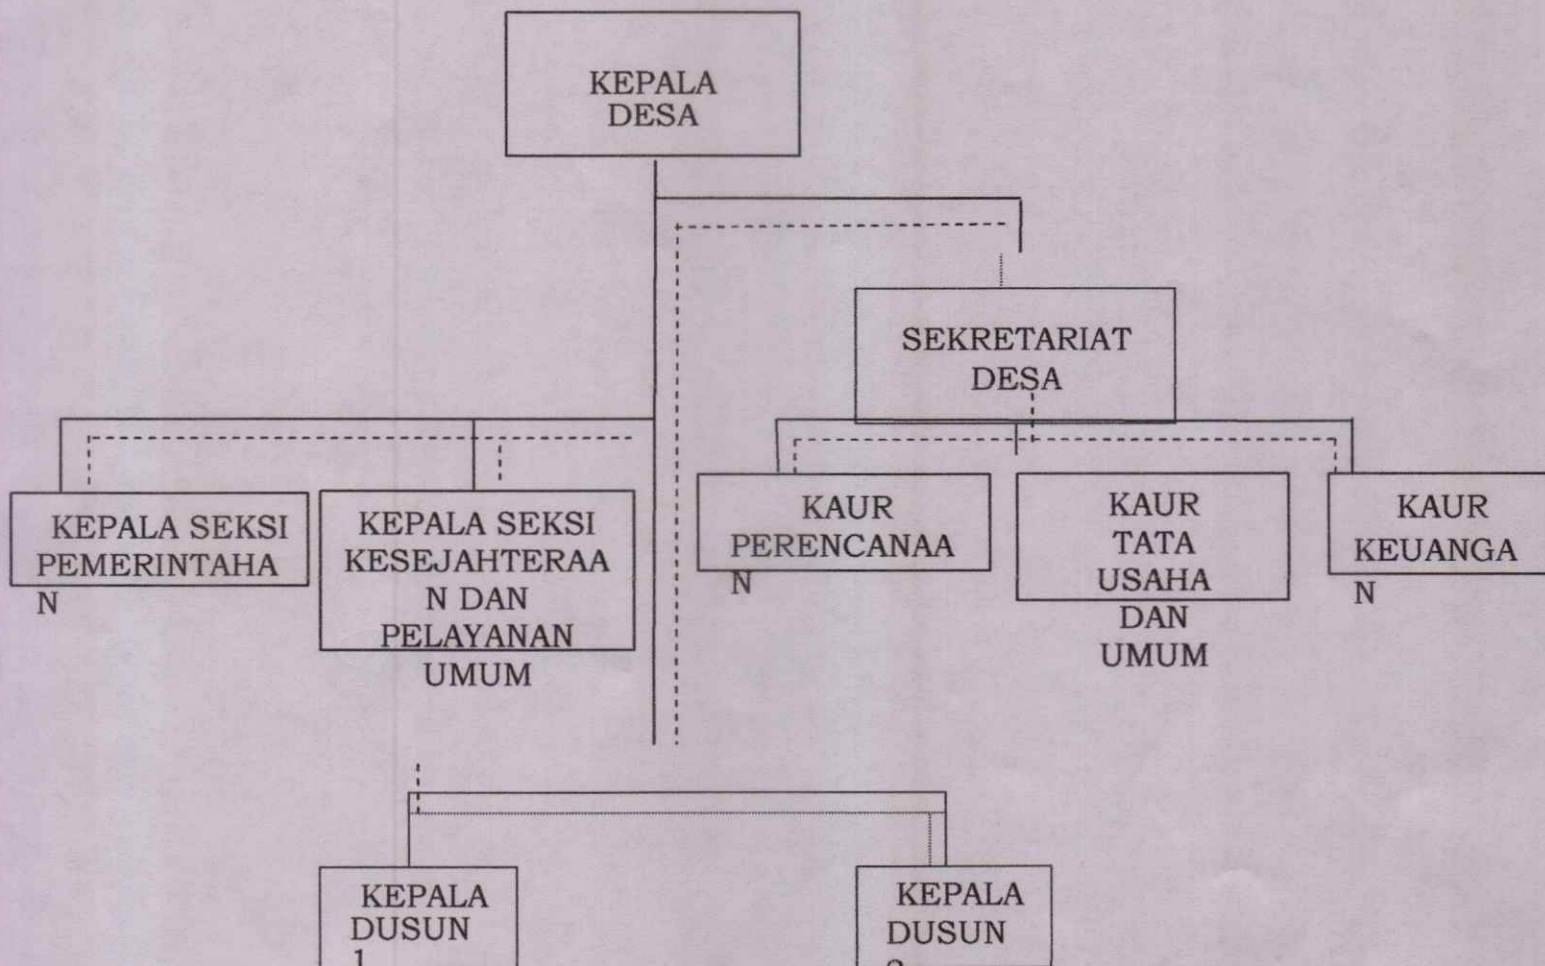 KEPALA
DESA
SEKRETARIAT
DESA
KEPALA SEKSI
PEMERINTAHA
N
KEPALA SEKSI
KESEJAHTERAA
N DAN
PELAYANAN
UMUM
KAUR
PERENCANAA
N
KAUR
TATA
USAHA
DAN
UMUM
KAUR
KEUANGA
N
KEPALA
DUSUN
1
KEPALA
DUSUN